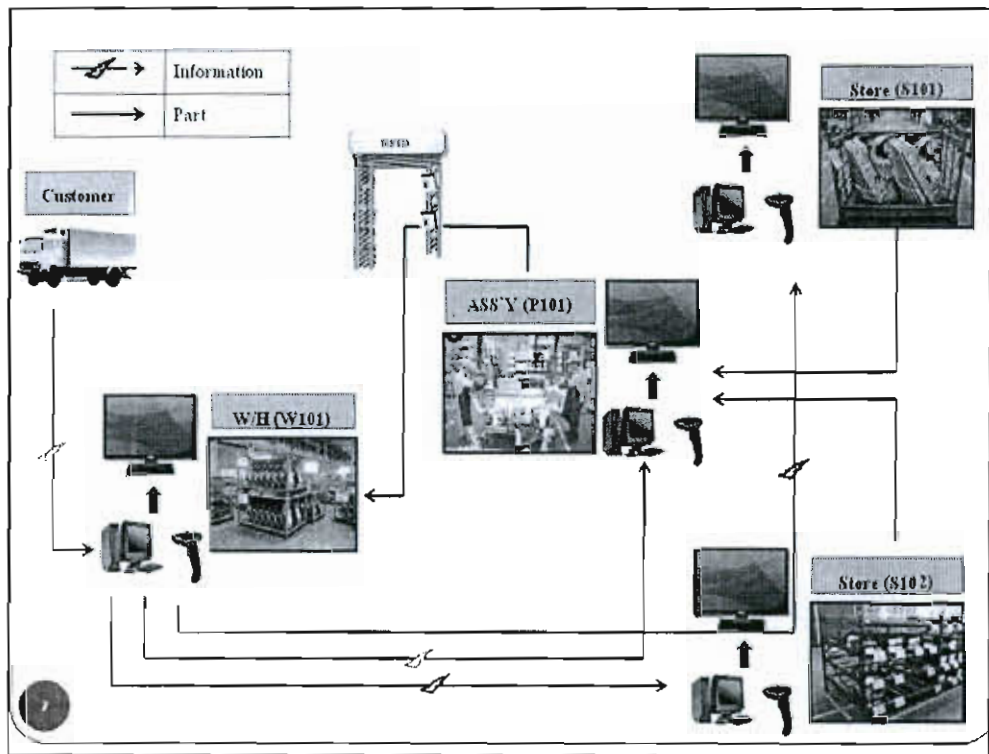 Information
Part
Customer
Store (S101)
ASS'Y (P101)
W/H (W101)
Store (S102)